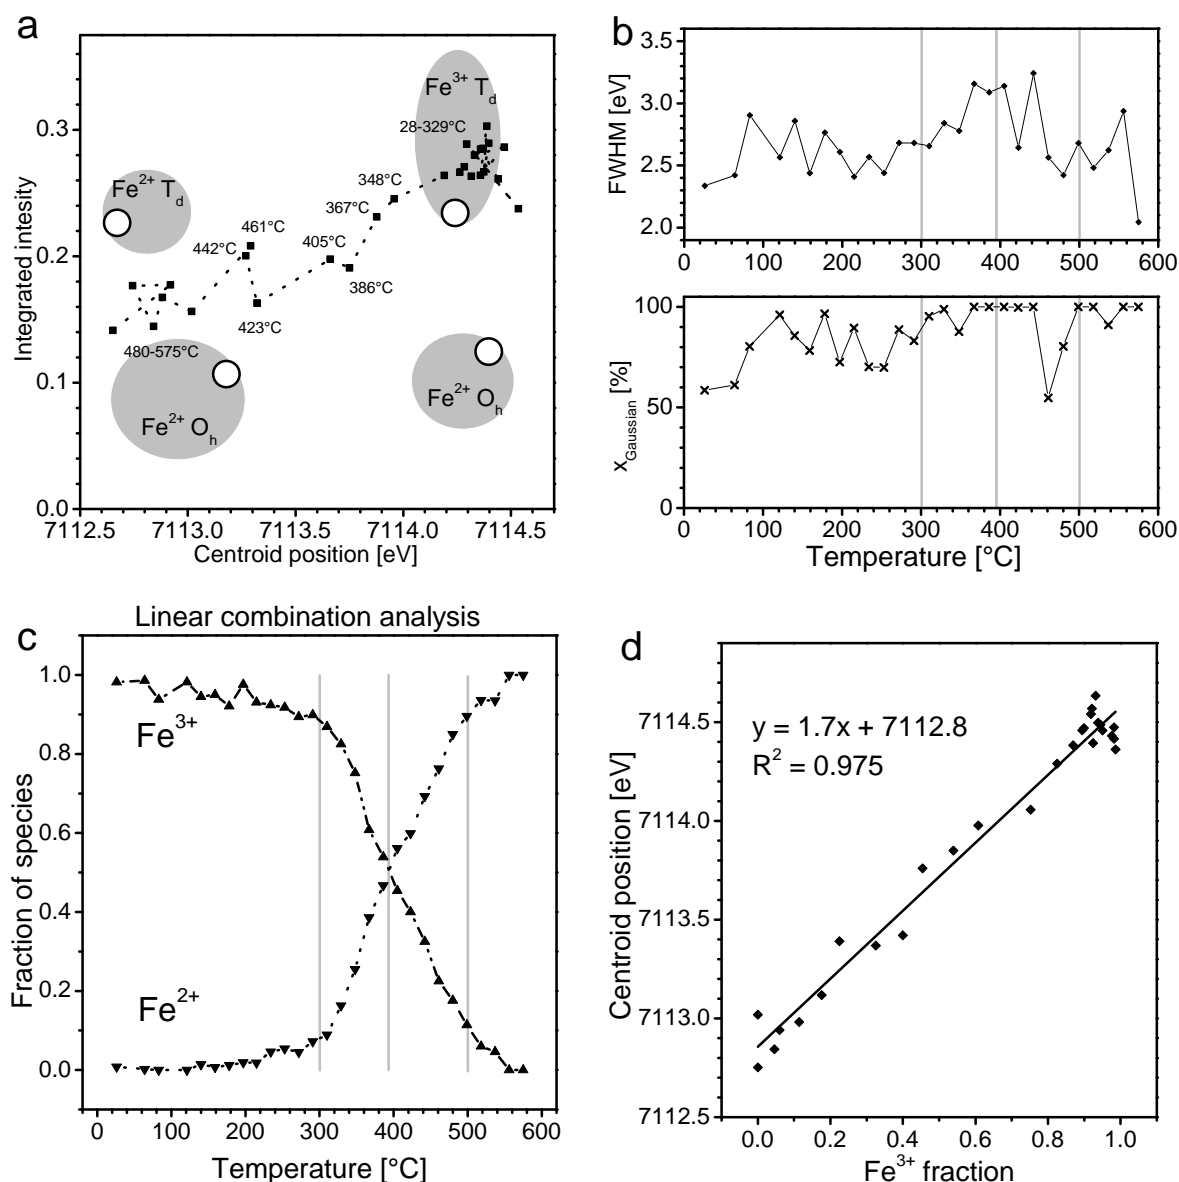 a
Integrated intesity
0.3
0.2
0.1
0.0
7112.5 7113.0 7113.5 7114.0 7114.5
Centroid position [eV]
Fe3+ Td
28-329°C
Fe2+ Td
348°C
367°C
461°C
442°C
405°C
386°C
423°C
480-575°C
Fe2+ Oh
Fe2+ Oh
b
FWHM [eV]
3.5
3.0
2.5
2.0
0 100 200 300 400 500 600
xGaussian [%]
100
50
0
0 100 200 300 400 500 600
Temperature [°C]
Linear combination analysis
c
Fraction of species
1.0
0.8
0.6
0.4
0.2
0.0
Fe3+
Fe2+
0 200 400 600
Temperature [°C]
d
Centroid position [eV]
7114.5
7114.0
7113.5
7113.0
7112.5
y = 1.7x + 7112.8
R2 = 0.975
0.0 0.2 0.4 0.6 0.8 1.0
Fe3+ fraction